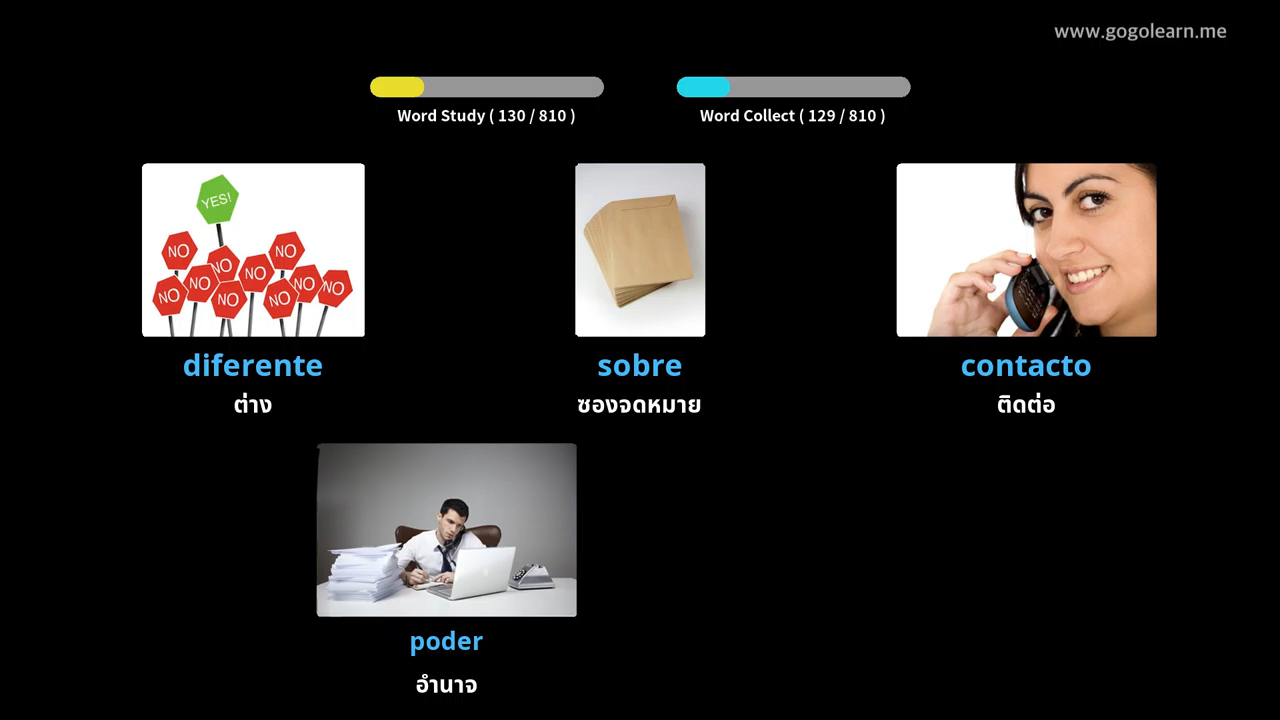 www.gogolearn.me
Word Study ( 130 / 810 )
Word Collect ( 129 / 810 )
YES!
NO
NO
NO
NO
NO
NO
NO
NO
NO
NO
diferente
ต่าง
sobre
ซองจดหมาย
contacto
ติดต่อ
poder
อำนาจ